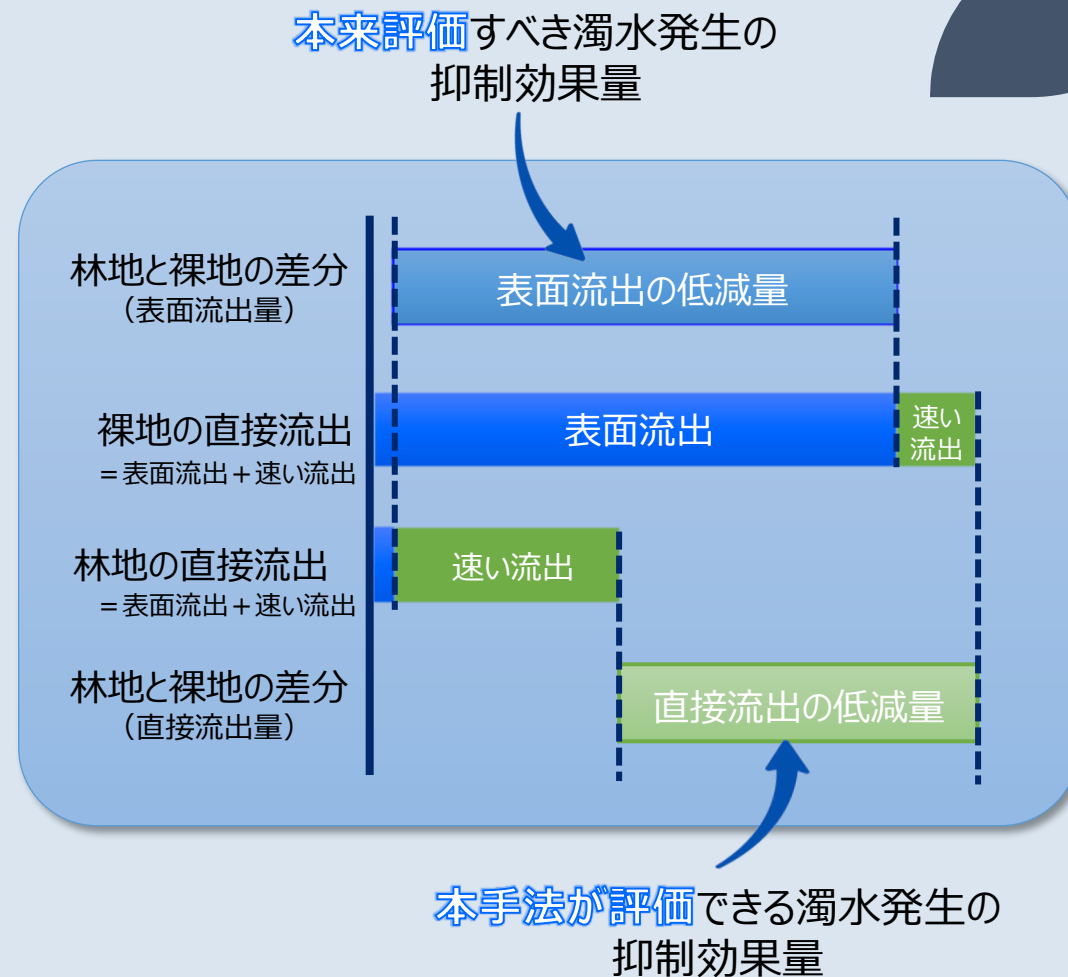 本来評価すべき濁水発生の
抑制効果量
林地と裸地の差分
（表面流出量）
表面流出の低減量
裸地の直接流出
＝表面流出＋速い流出
表面流出
速い
流出
林地の直接流出
＝表面流出＋速い流出
速い流出
林地と裸地の差分
（直接流出量）
直接流出の低減量
本手法が評価できる濁水発生の
抑制効果量